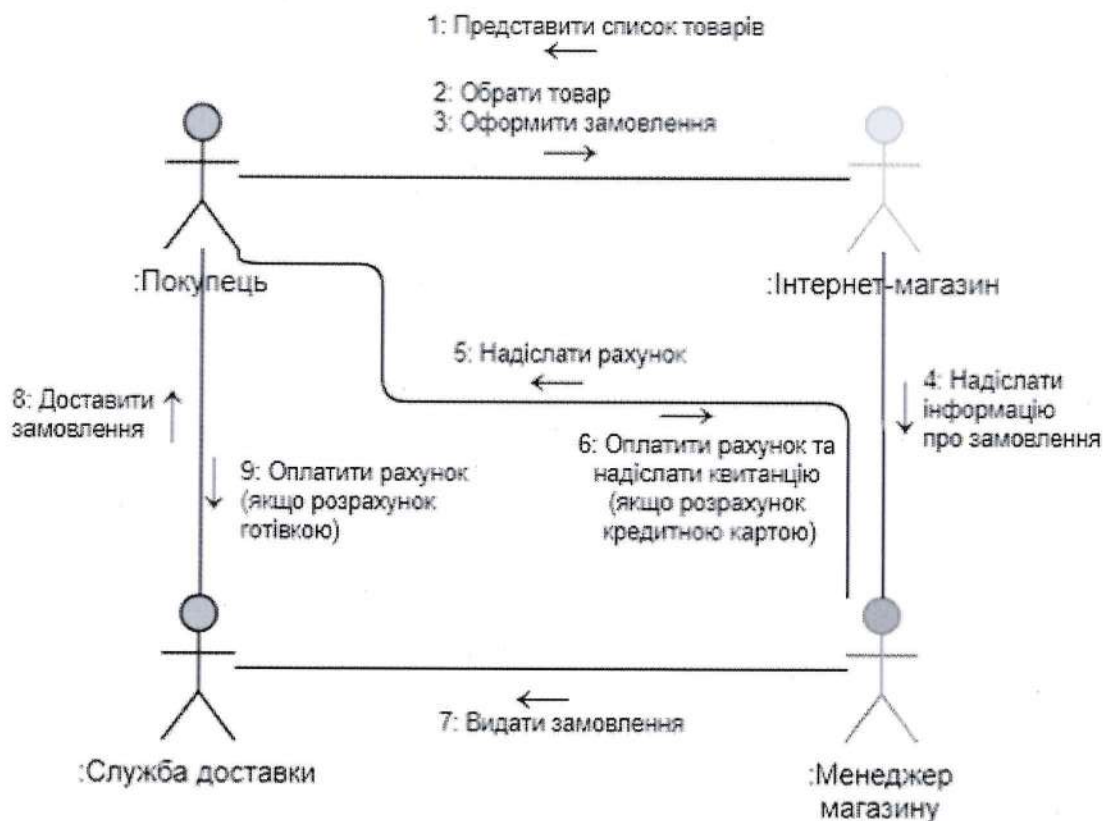 1: Представити список товарів
2: Обрати товар
3: Оформити замовлення
:Покупець
:Інтернет-магазин
5: Надіслати рахунок
4: Надіслати
інформацію
про замовлення
8: Доставити
замовлення
6: Оплатити рахунок та
надіслати квитанцію
(якщо розрахунок
кредитною картою)
9: Оплатити рахунок
(якщо розрахунок
готівкою)
7: Видати замовлення
:Служба доставки
:Менеджер
магазину